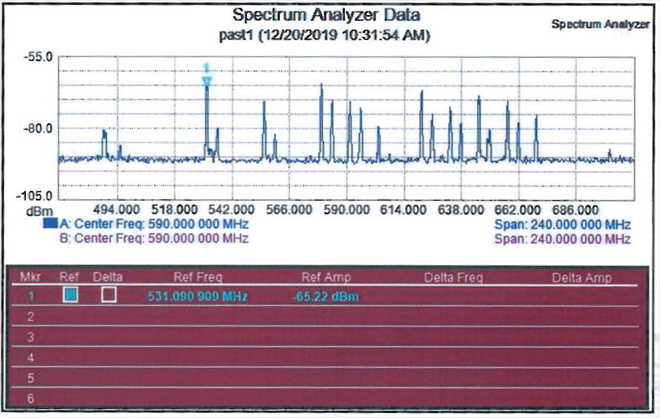 Spectrum Analyzer Data
Spectrum Analyzer
past1 (12/20/2019 10:31:54 AM)
-55.0
1
-80.0
-105.0
dBm 494.000 518.000 542.000 566.000 590.000 614.000 638.000 662.000 686.000
A: Center Freq: 590.000 000 MHz Span: 240.000 000 MHz
B: Center Freq: 590.000 000 MHz Span: 240.000 000 MHz
Mkr Ref Delta Ref Freq Ref Amp Delta Freq Delta Amp
1 531.090 909 MHz -65.22 dBm
2
3
4
5
6